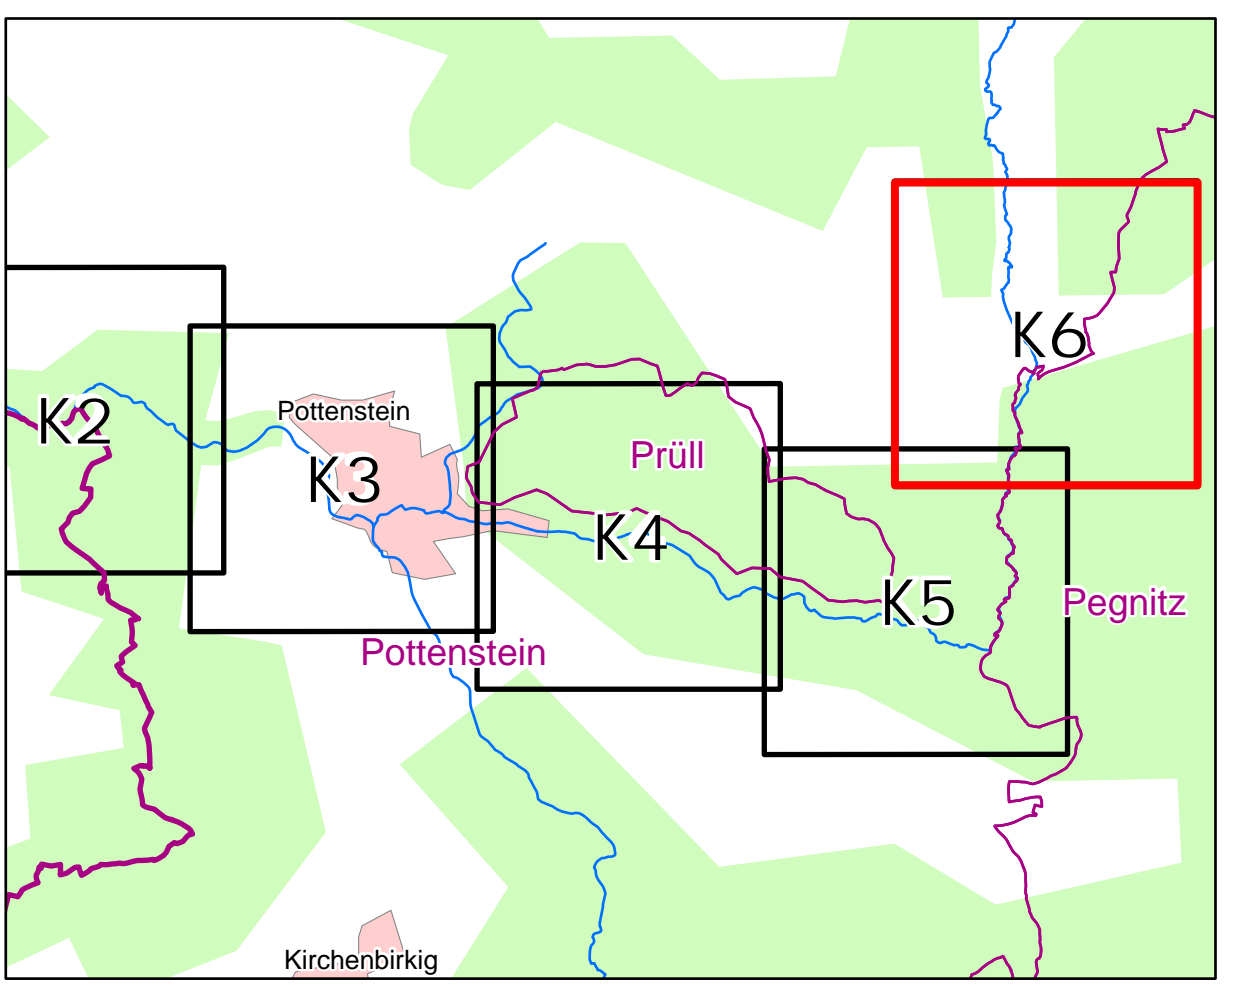 K6
Pottenstein
K2
Prüll
K3
K4
K5
Pegnitz
Pottenstein
Kirchenbirkig